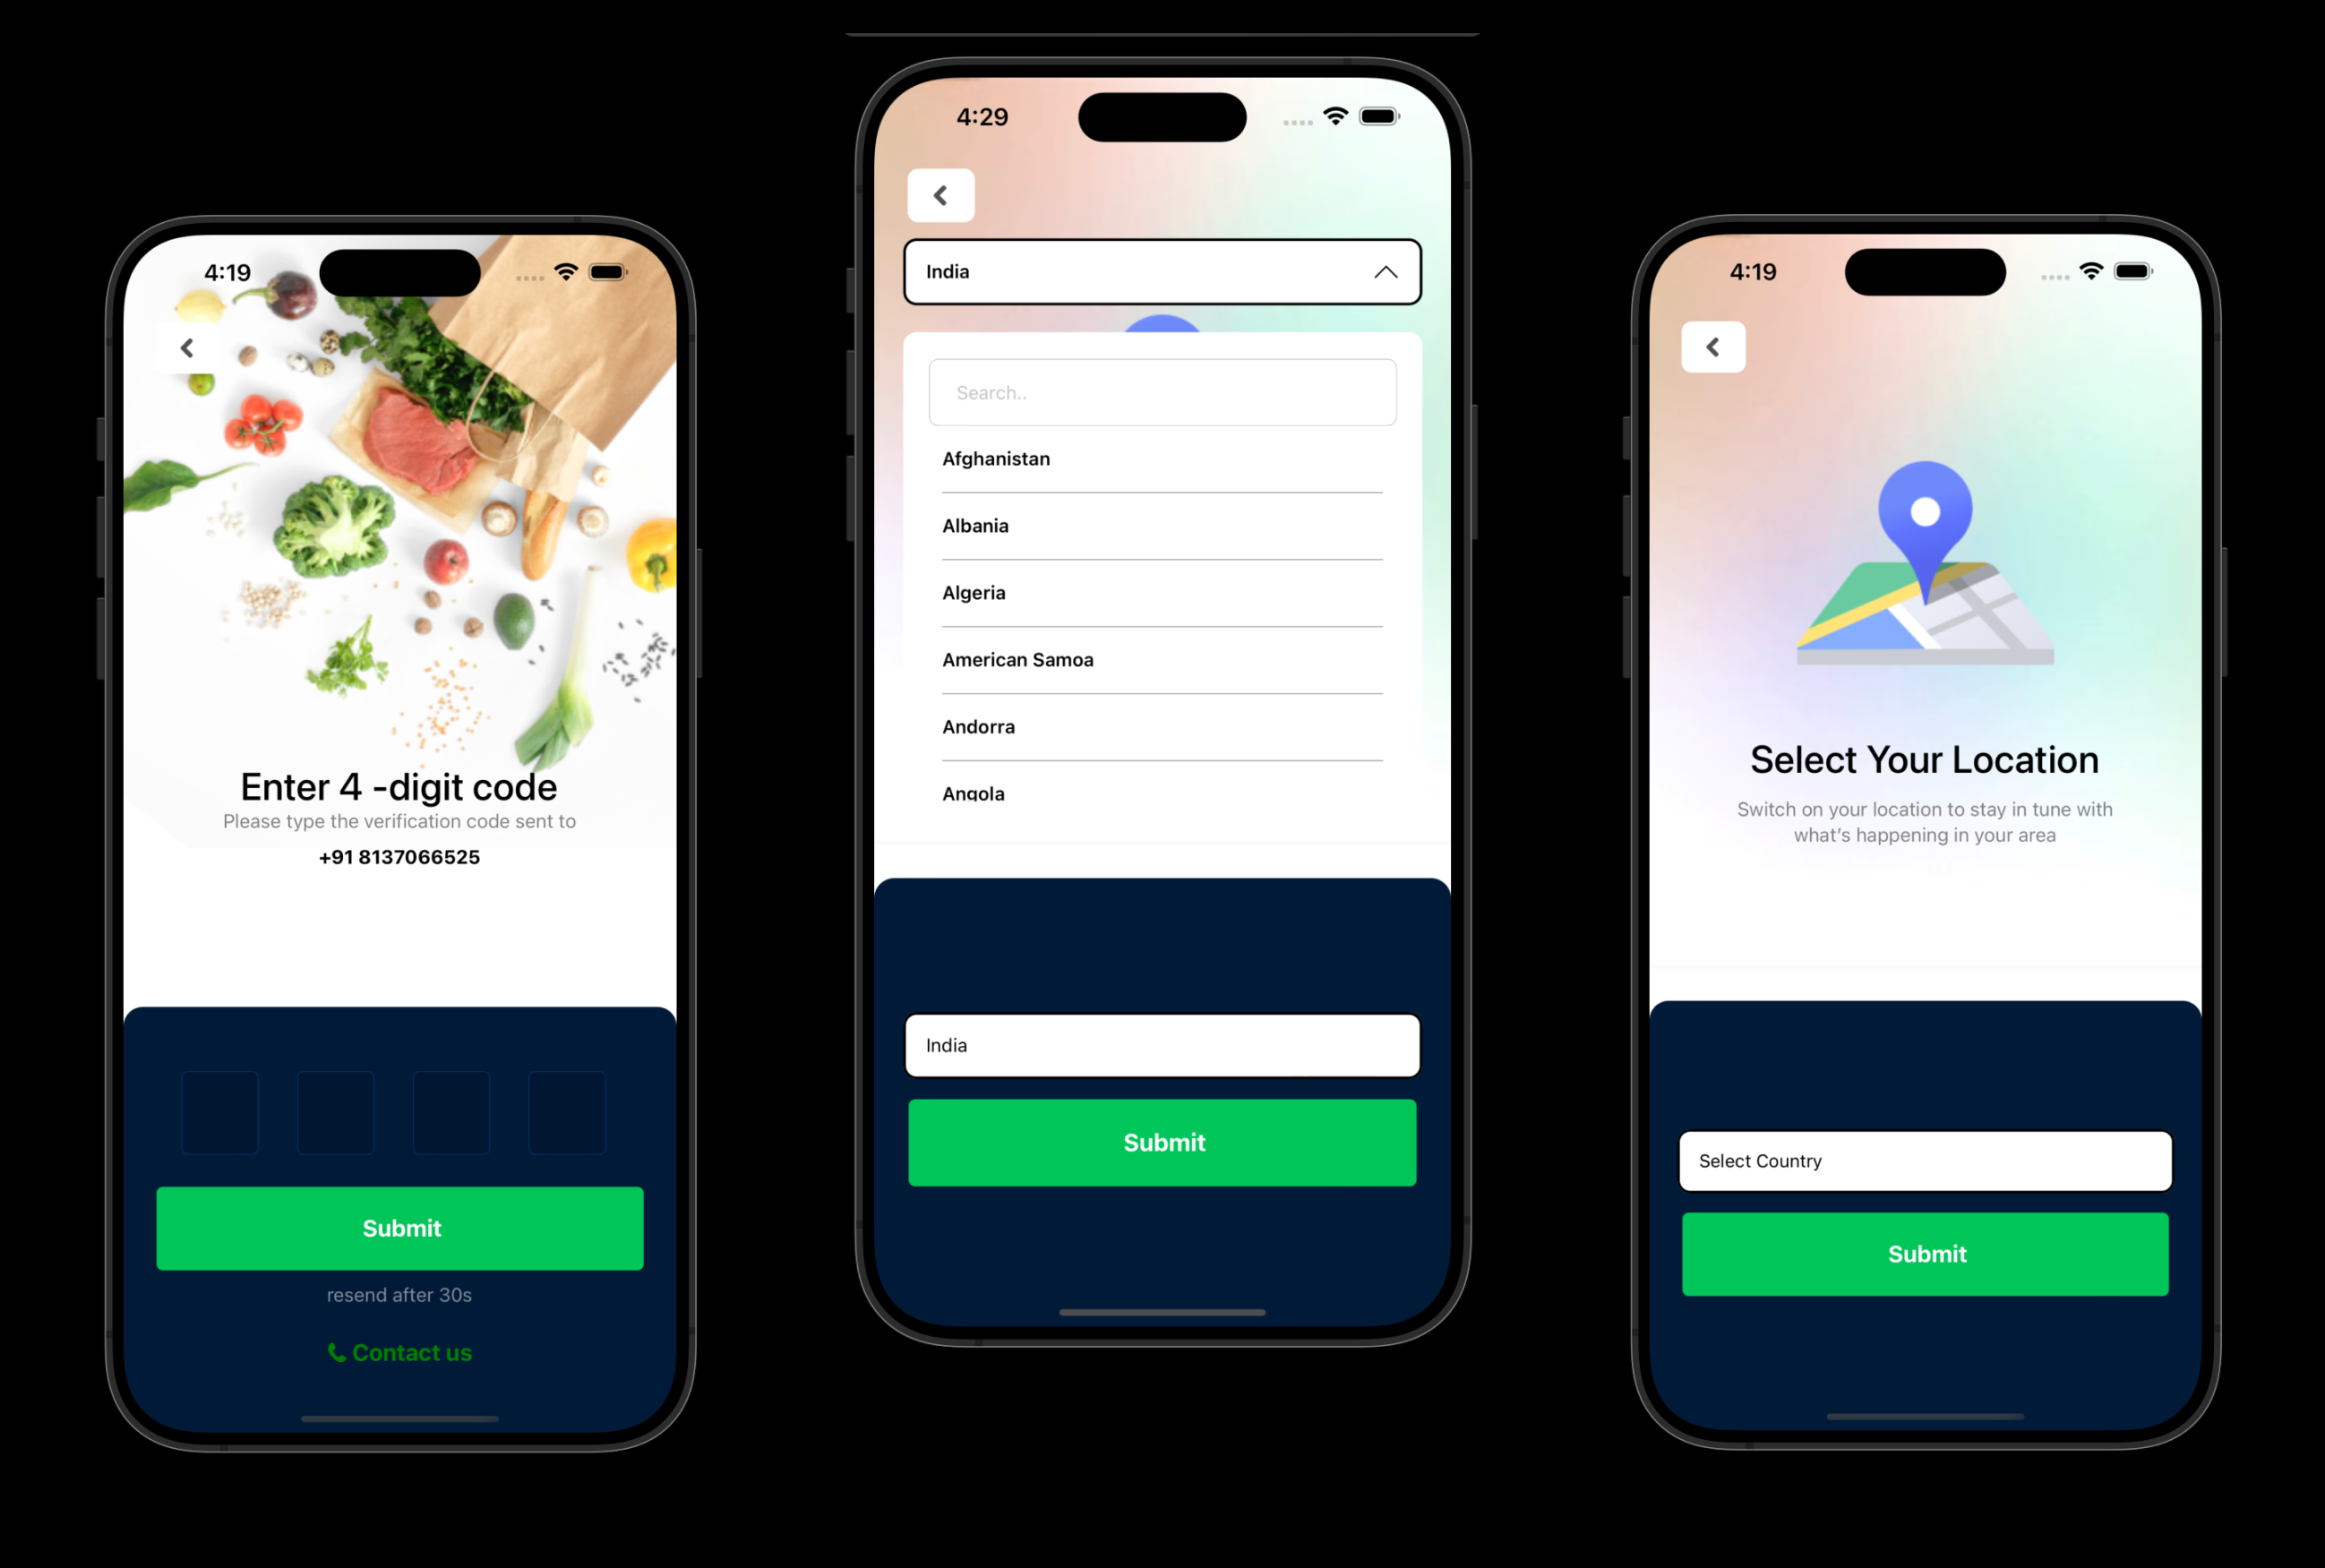 4:19
Enter 4 -digit code
Please type the verification code sent to
+91 8137066525
Submit
resend after 30s
Contact us
4:29
India
Search..
Afghanistan
Albania
Algeria
American Samoa
Andorra
Angola
India
Submit
4:19
Select Your Location
Switch on your location to stay in tune with
what's happening in your area
Select Country
Submit